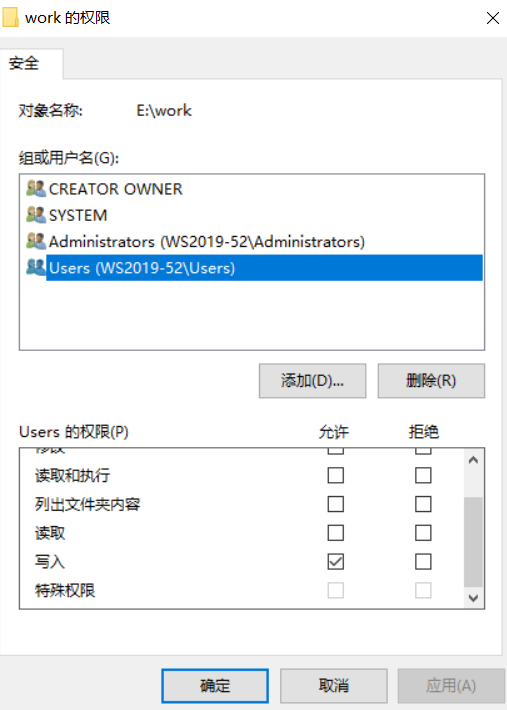 work 的权限
安全
对象名称: E:\work
组或用户名(G):
CREATOR OWNER
SYSTEM
Administrators (WS2019-52\Administrators)
Users (WS2019-52\Users)
添加(D)... 删除(R)
Users 的权限(P) 允许 拒绝
修改
读取和执行
列出文件夹内容
读取
写入
特殊权限
确定 取消 应用(A)